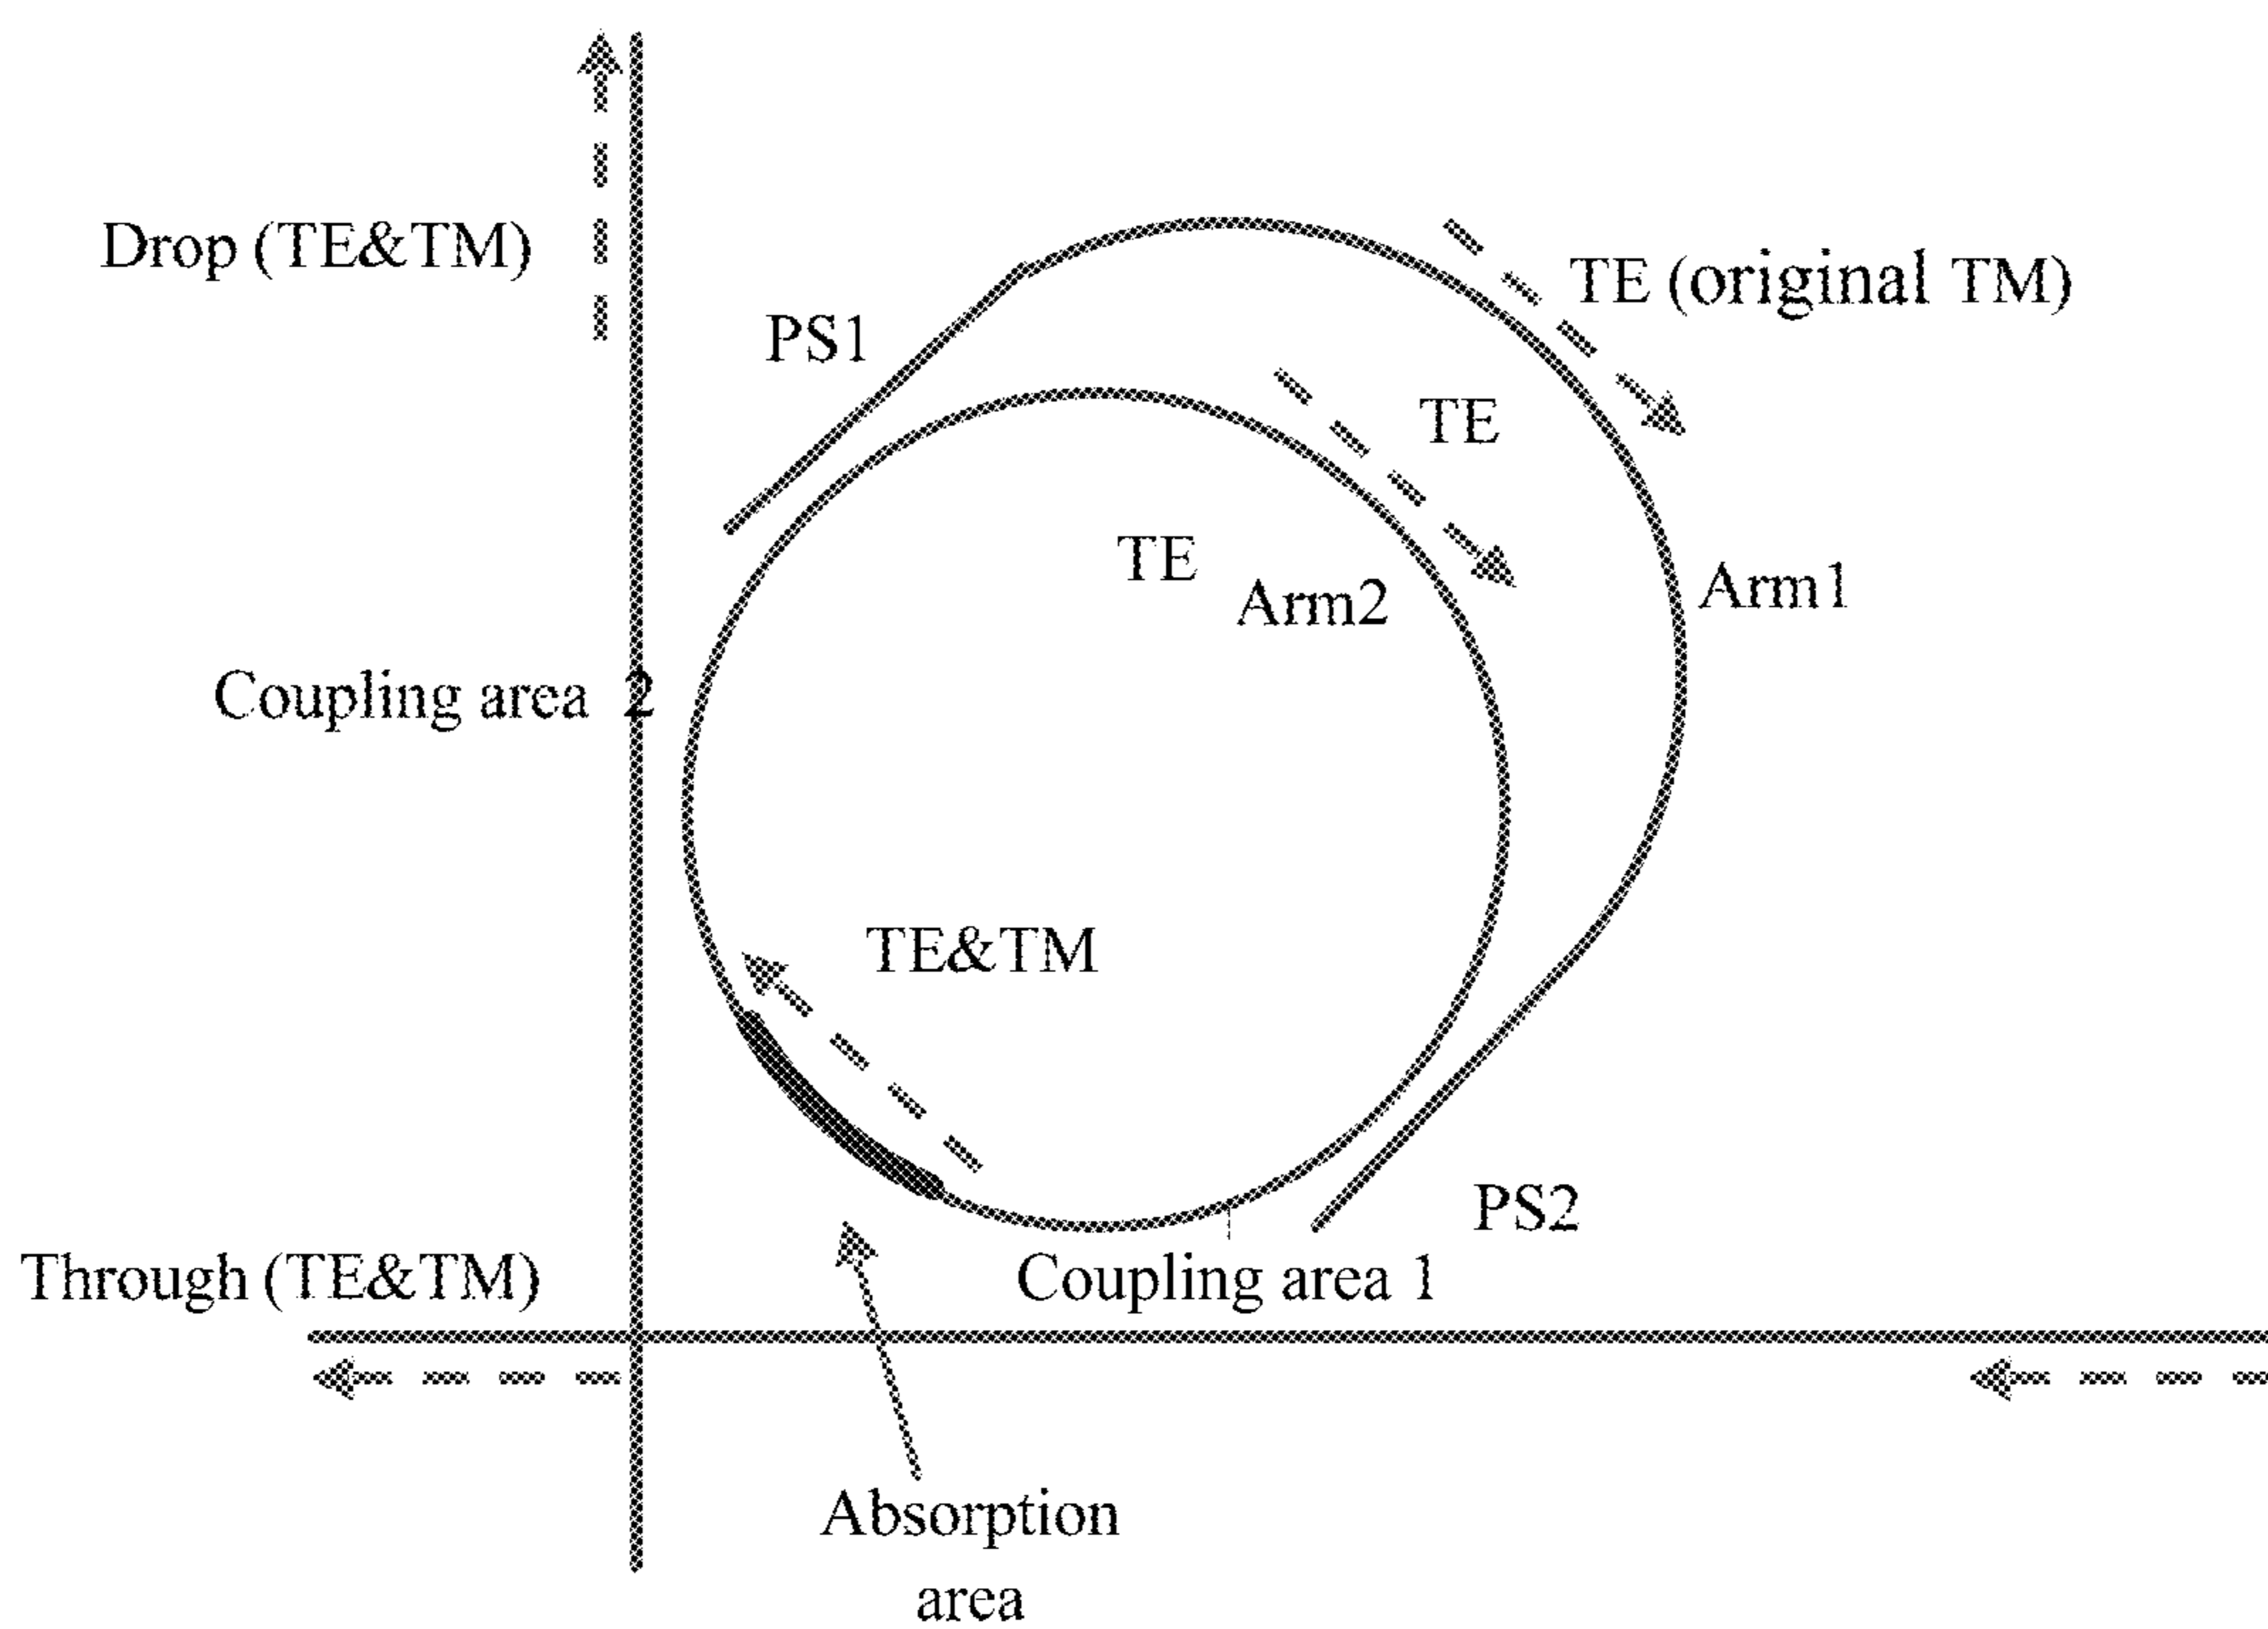 Drop (TE&TM)
TE (original TM)
PS1
TE
TE
Arm2
Arm1
Coupling area 2
TE&TM
PS2
Through (TE&TM)
Coupling area 1
Absorption
area